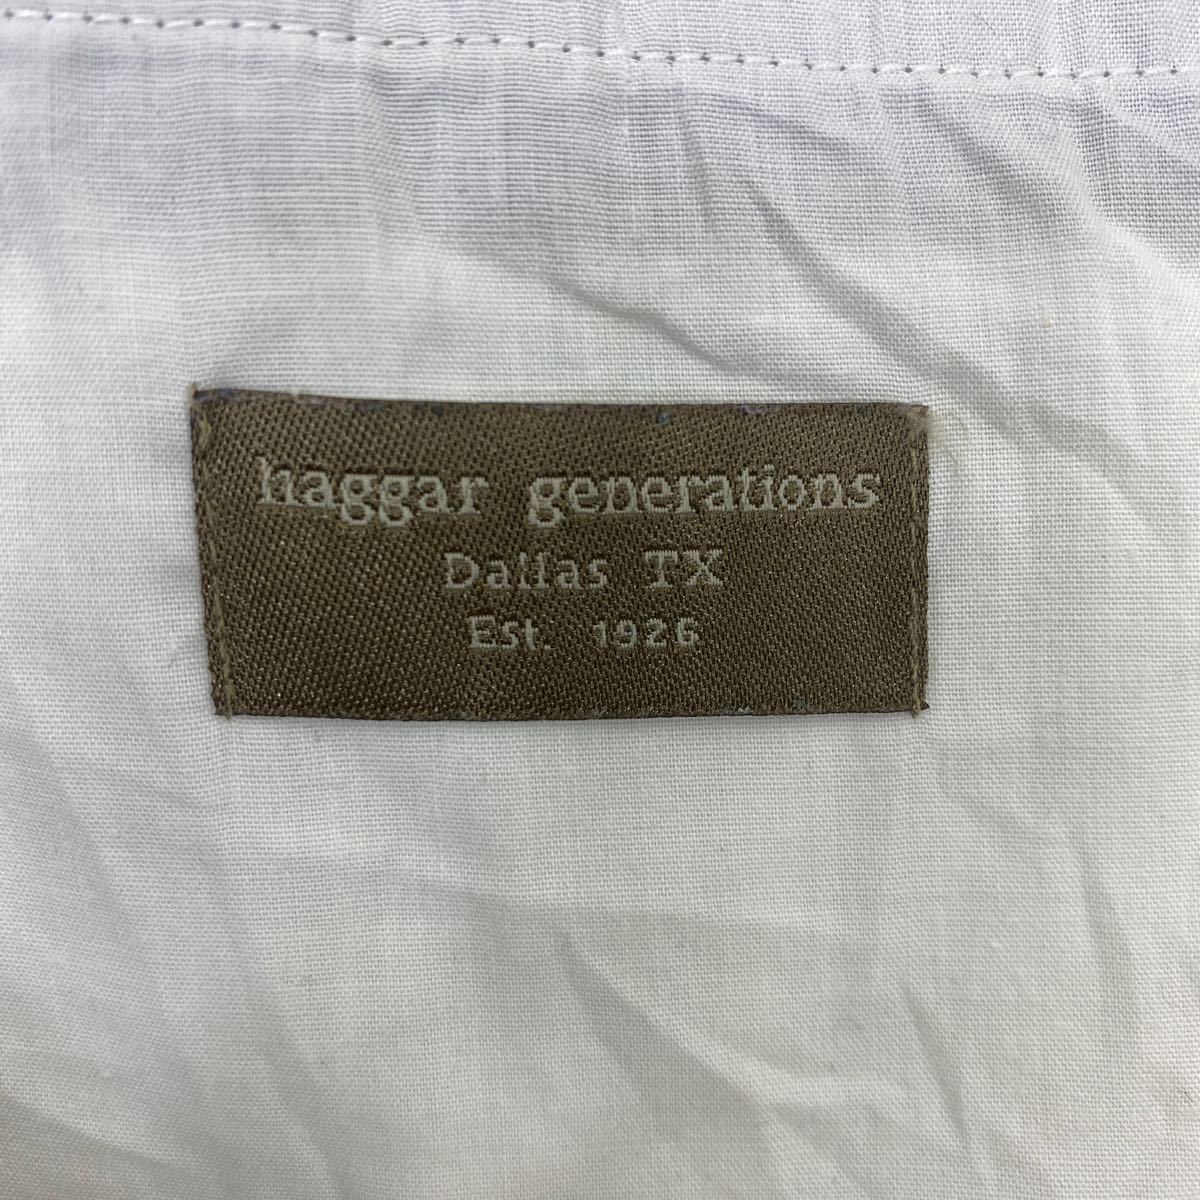 haggar generations
Dallas TX
Est. 1926